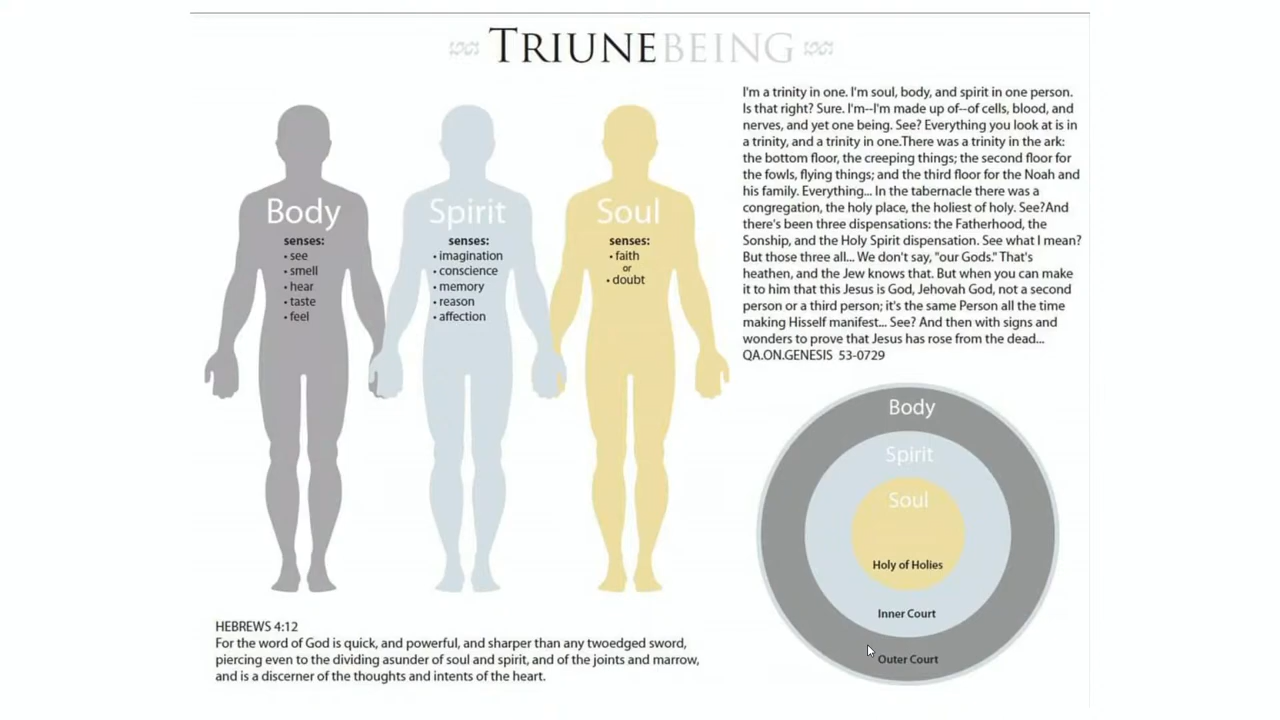 TRIUNEBEING
I'm a trinity in one. I'm soul, body, and spirit in one person.
Is that right? Sure. I'm--I'm made up of--of cells, blood, and
nerves, and yet one being. See? Everything you look at is in
a trinity, and a trinity in one.There was a trinity in the ark:
the bottom floor, the creeping things; the second floor for
the fowls, flying things; and the third floor for the Noah and
his family. Everything... In the tabernacle there was a
congregation, the holy place, the holiest of holy. See?And
there's been three dispensations: the Fatherhood, the
Sonship, and the Holy Spirit dispensation. See what I mean?
But those three all... We don't say, "our Gods." That's
heathen, and the Jew knows that. But when you can make
it to him that this Jesus is God, Jehovah God, not a second
person or a third person; it's the same Person all the time
making Hisself manifest... See? And then with signs and
wonders to prove that Jesus has rose from the dead...
QA.ON.GENESIS 53-0729
Body
senses:
• see
• smell
• hear
• taste
• feel
Spirit
senses:
• imagination
• conscience
• memory
• reason
• affection
Soul
senses:
• faith
or
• doubt
Body
Spirit
Soul
Holy of Holies
Inner Court
Outer Court
HEBREWS 4:12
For the word of God is quick, and powerful, and sharper than any twoedged sword,
piercing even to the dividing asunder of soul and spirit, and of the joints and marrow,
and is a discerner of the thoughts and intents of the heart.